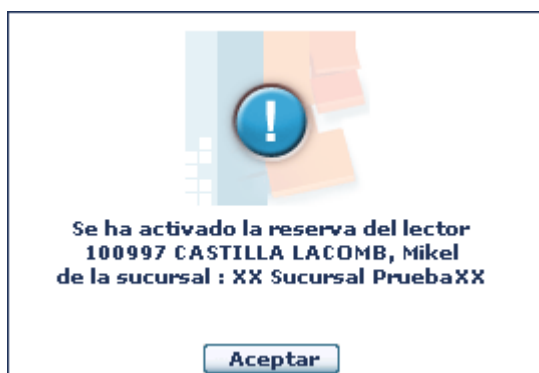 !
Se ha activado la reserva del lector
100997 CASTILLA LACOMB, Mikel
de la sucursal : XX Sucursal PruebaXX
Aceptar